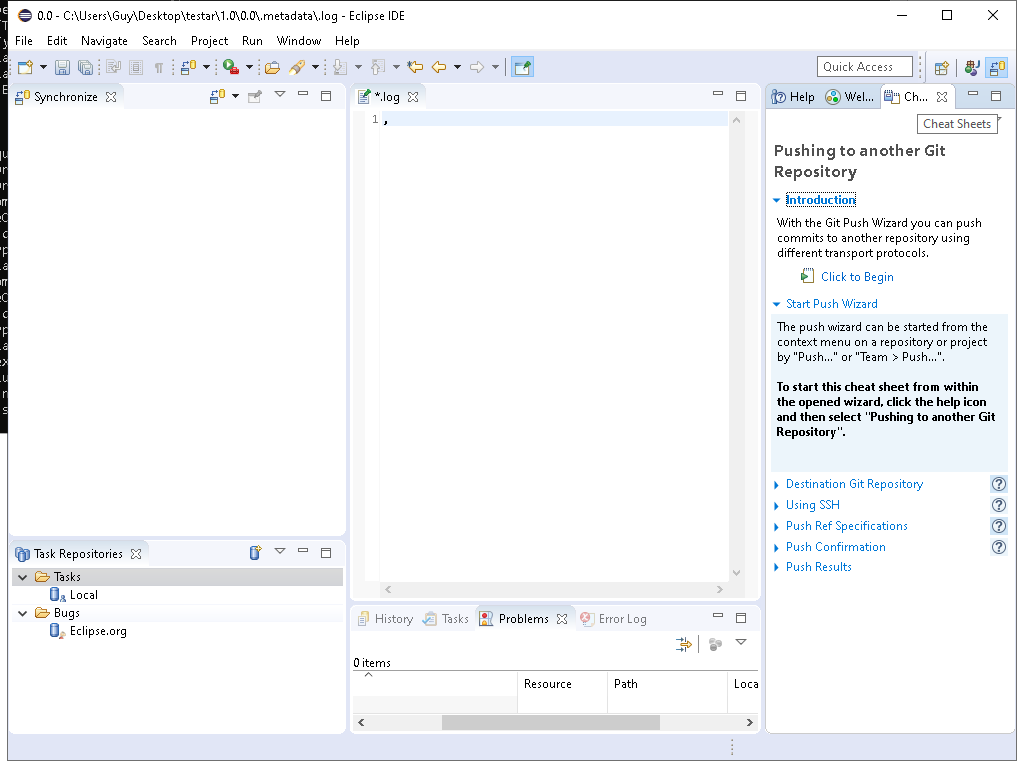 0.0 - C:\Users\Guy\Desktop\testar\1.0\0.0\.metadata\.log - Eclipse IDE
File Edit Navigate Search Project Run Window Help
Quick Access
Synchronize
*.log
Help Wel... Ch...
1 ,
Cheat Sheets
Pushing to another Git
Repository
Introduction
With the Git Push Wizard you can push
commits to another repository using
different transport protocols.
Click to Begin
Start Push Wizard
The push wizard can be started from the
context menu on a repository or project
by "Push..." or "Team > Push...".
To start this cheat sheet from within
the opened wizard, click the help icon
and then select "Pushing to another Git
Repository".
Destination Git Repository
Using SSH
Push Ref Specifications
Push Confirmation
Push Results
Task Repositories
Tasks
Local
Bugs
Eclipse.org
History Tasks Problems Error Log
0 items
Resource Path Loca